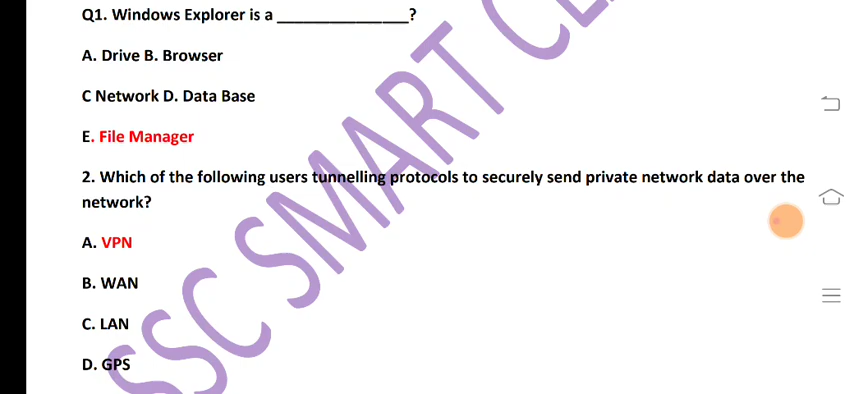 Q1. Windows Explorer is a ________________?
A. Drive B. Browser
C Network D. Data Base
E. File Manager
2. Which of the following users tunnelling protocols to securely send private network data over the
network?
A. VPN
B. WAN
C. LAN
D. GPS
SSC SMART